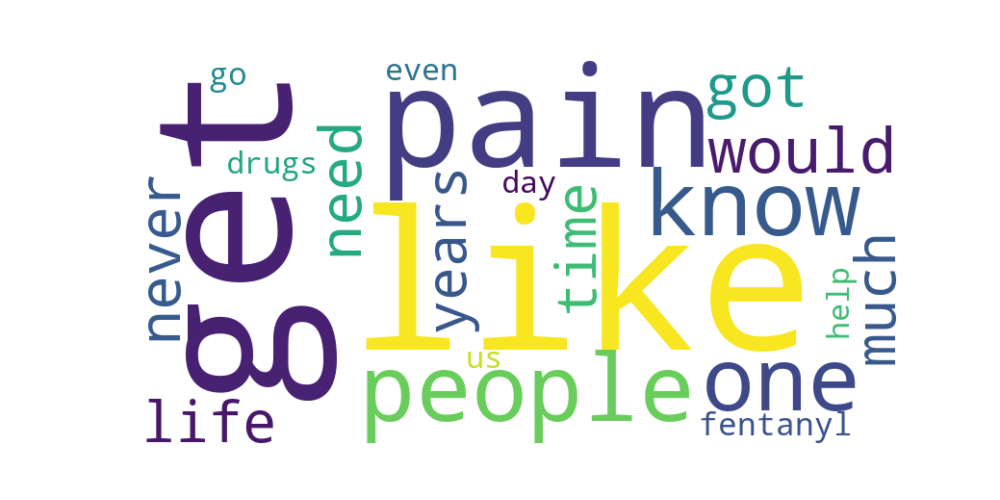 go
get
drugs
never
life
need
even
pain
got
would
day
years
time
know
like
much
help
us
people
one
fentanyl